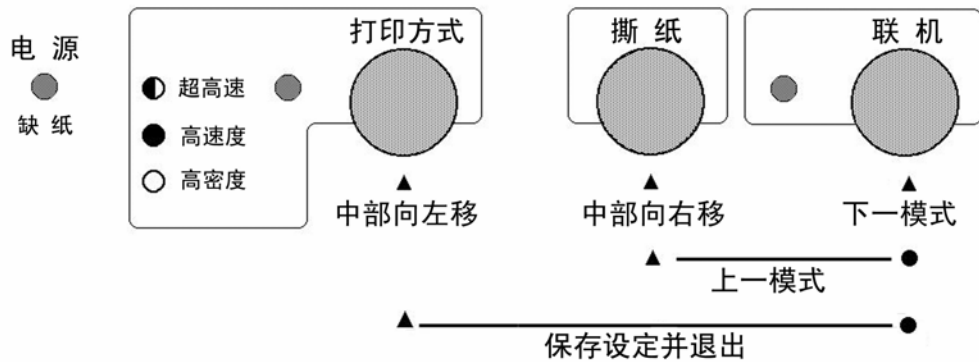 电 源
缺 纸
打印方式
超高速
高速度
高密度
撕 纸
联 机
中部向左移
中部向右移
下一模式
上一模式
保存设定并退出